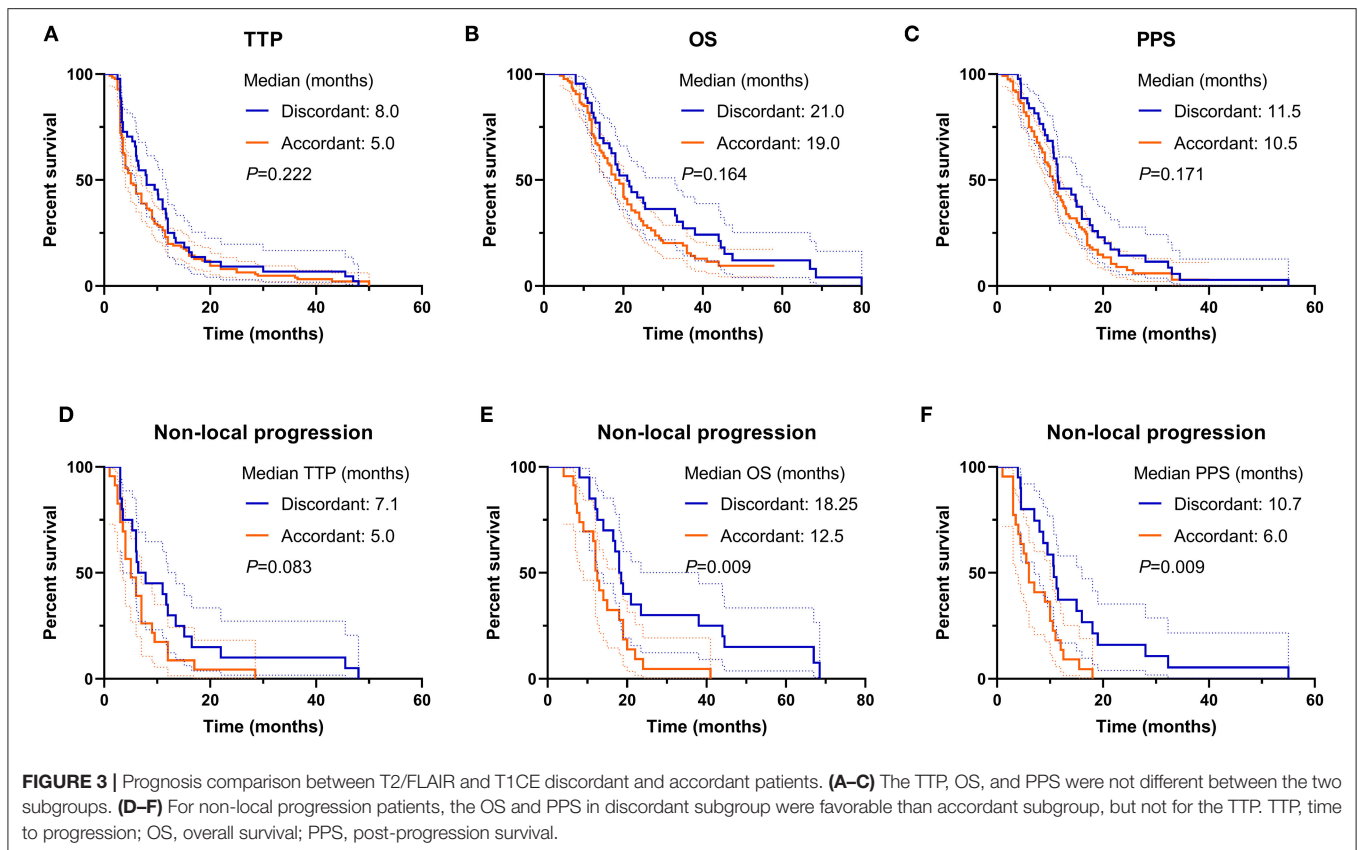 A
TTP
Median (months)
Discordant: 8.0
Accordant: 5.0
P=0.222
Percent survival
100
50
0
0 20 40 60
Time (months)
B
OS
Median (months)
Discordant: 21.0
Accordant: 19.0
P=0.164
Percent survival
100
50
0
0 20 40 60 80
Time (months)
C
PPS
Median (months)
Discordant: 11.5
Accordant: 10.5
P=0.171
Percent survival
100
50
0
0 20 40 60
Time (months)
D
Non-local progression
Median TTP (months)
Discordant: 7.1
Accordant: 5.0
P=0.083
Percent survival
100
50
0
0 20 40 60
Time (months)
E
Non-local progression
Median OS (months)
Discordant: 18.25
Accordant: 12.5
P=0.009
Percent survival
100
50
0
0 20 40 60 80
Time (months)
F
Non-local progression
Median PPS (months)
Discordant: 10.7
Accordant: 6.0
P=0.009
Percent survival
100
50
0
0 20 40 60
Time (months)
FIGURE 3 | Prognosis comparison between T2/FLAIR and T1CE discordant and accordant patients. (A–C) The TTP, OS, and PPS were not different between the two
subgroups. (D–F) For non-local progression patients, the OS and PPS in discordant subgroup were favorable than accordant subgroup, but not for the TTP. TTP, time
to progression; OS, overall survival; PPS, post-progression survival.